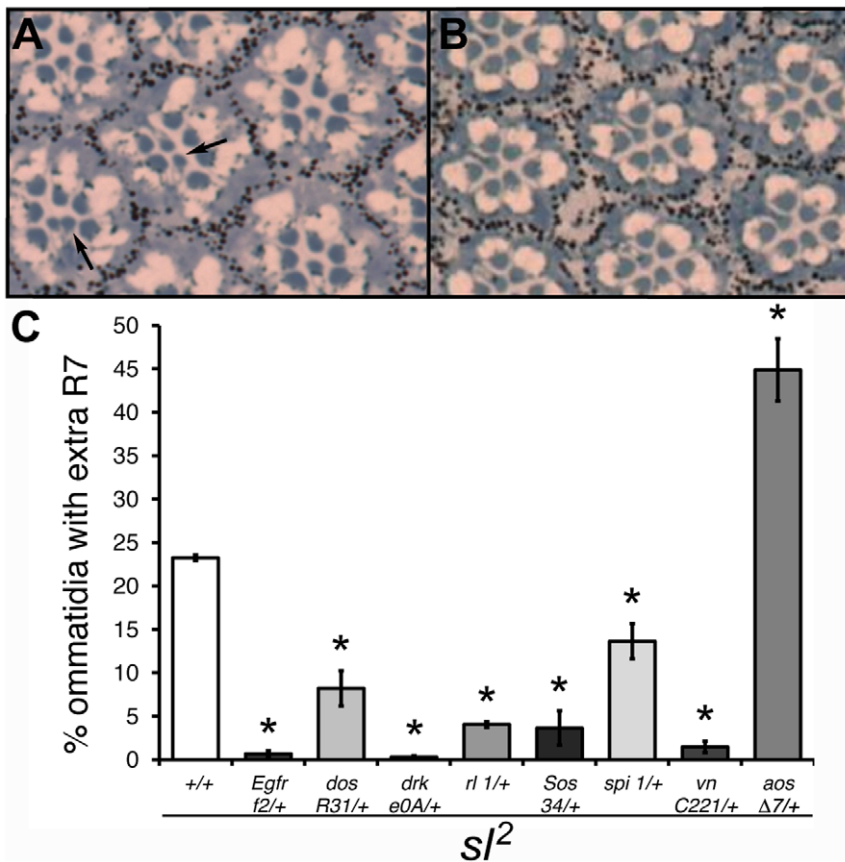 A
B
C
% ommatidia with extra R7
50
45
40
35
30
25
20
15
10
5
0
*
*
*
*
*
*
*
*
+/+
Egfr f2/+
dos R31/+
drk e0A/+
rl 1/+
Sos 34/+
spi 1/+
vn C221/+
aos Δ7/+
sl²